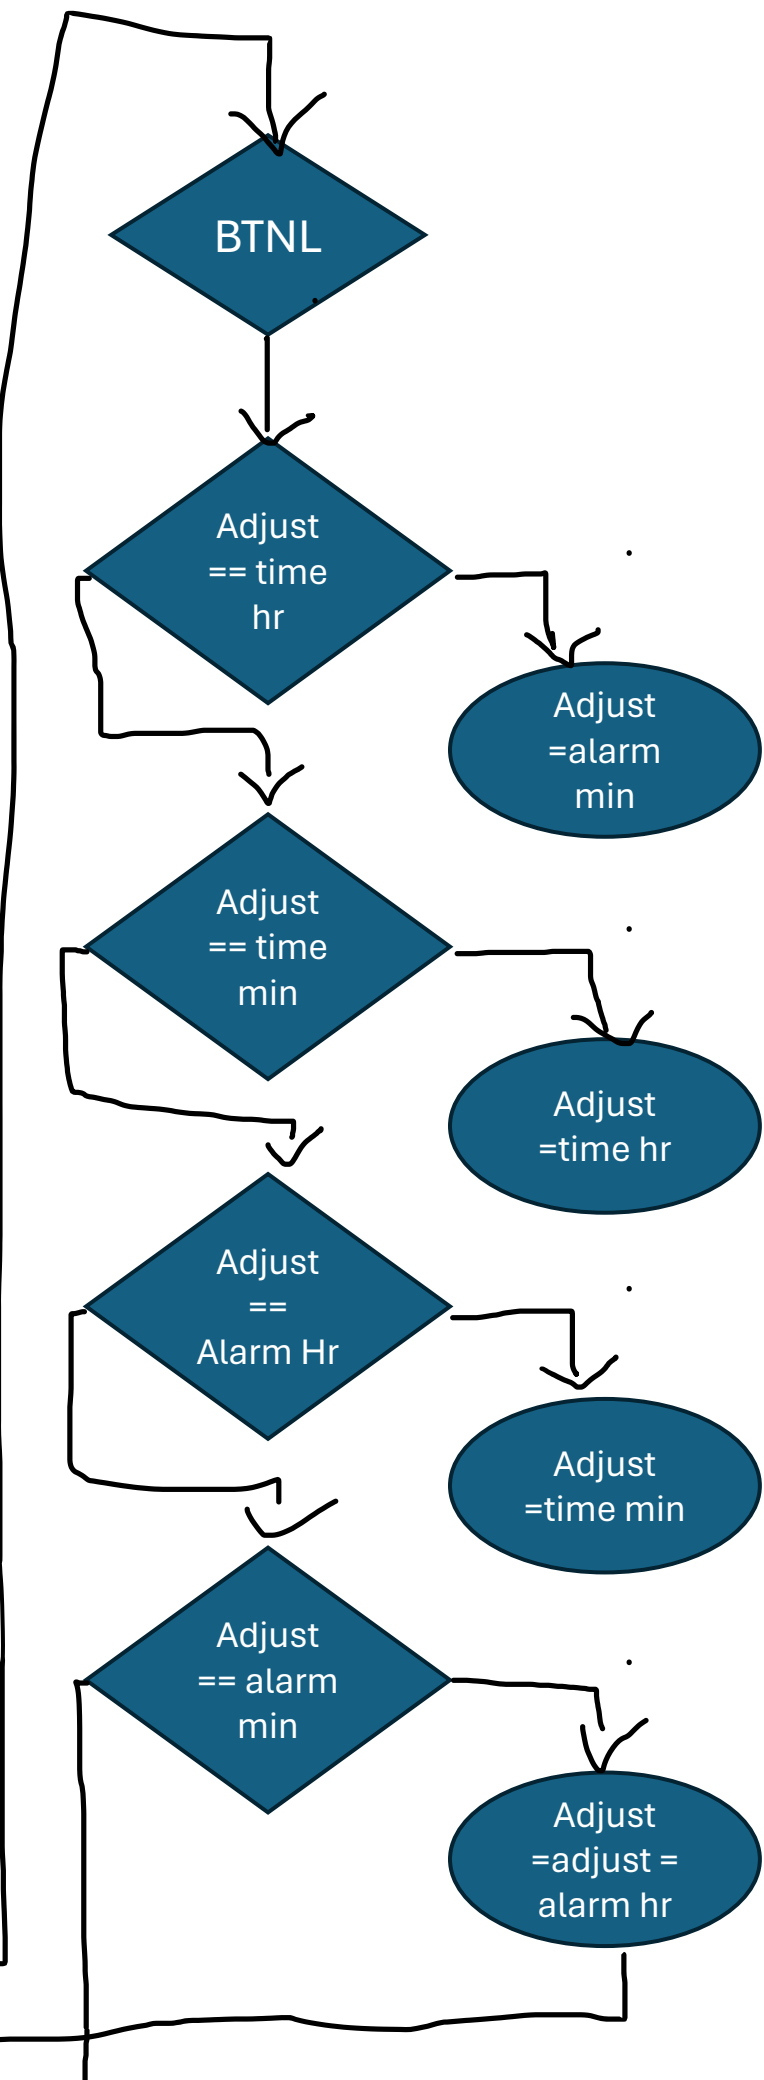 BTNL
Adjust
== time
hr
Adjust
=alarm
min
Adjust
== time
min
Adjust
=time hr
Adjust
==
Alarm Hr
Adjust
=time min
Adjust
== alarm
min
Adjust
=adjust =
alarm hr